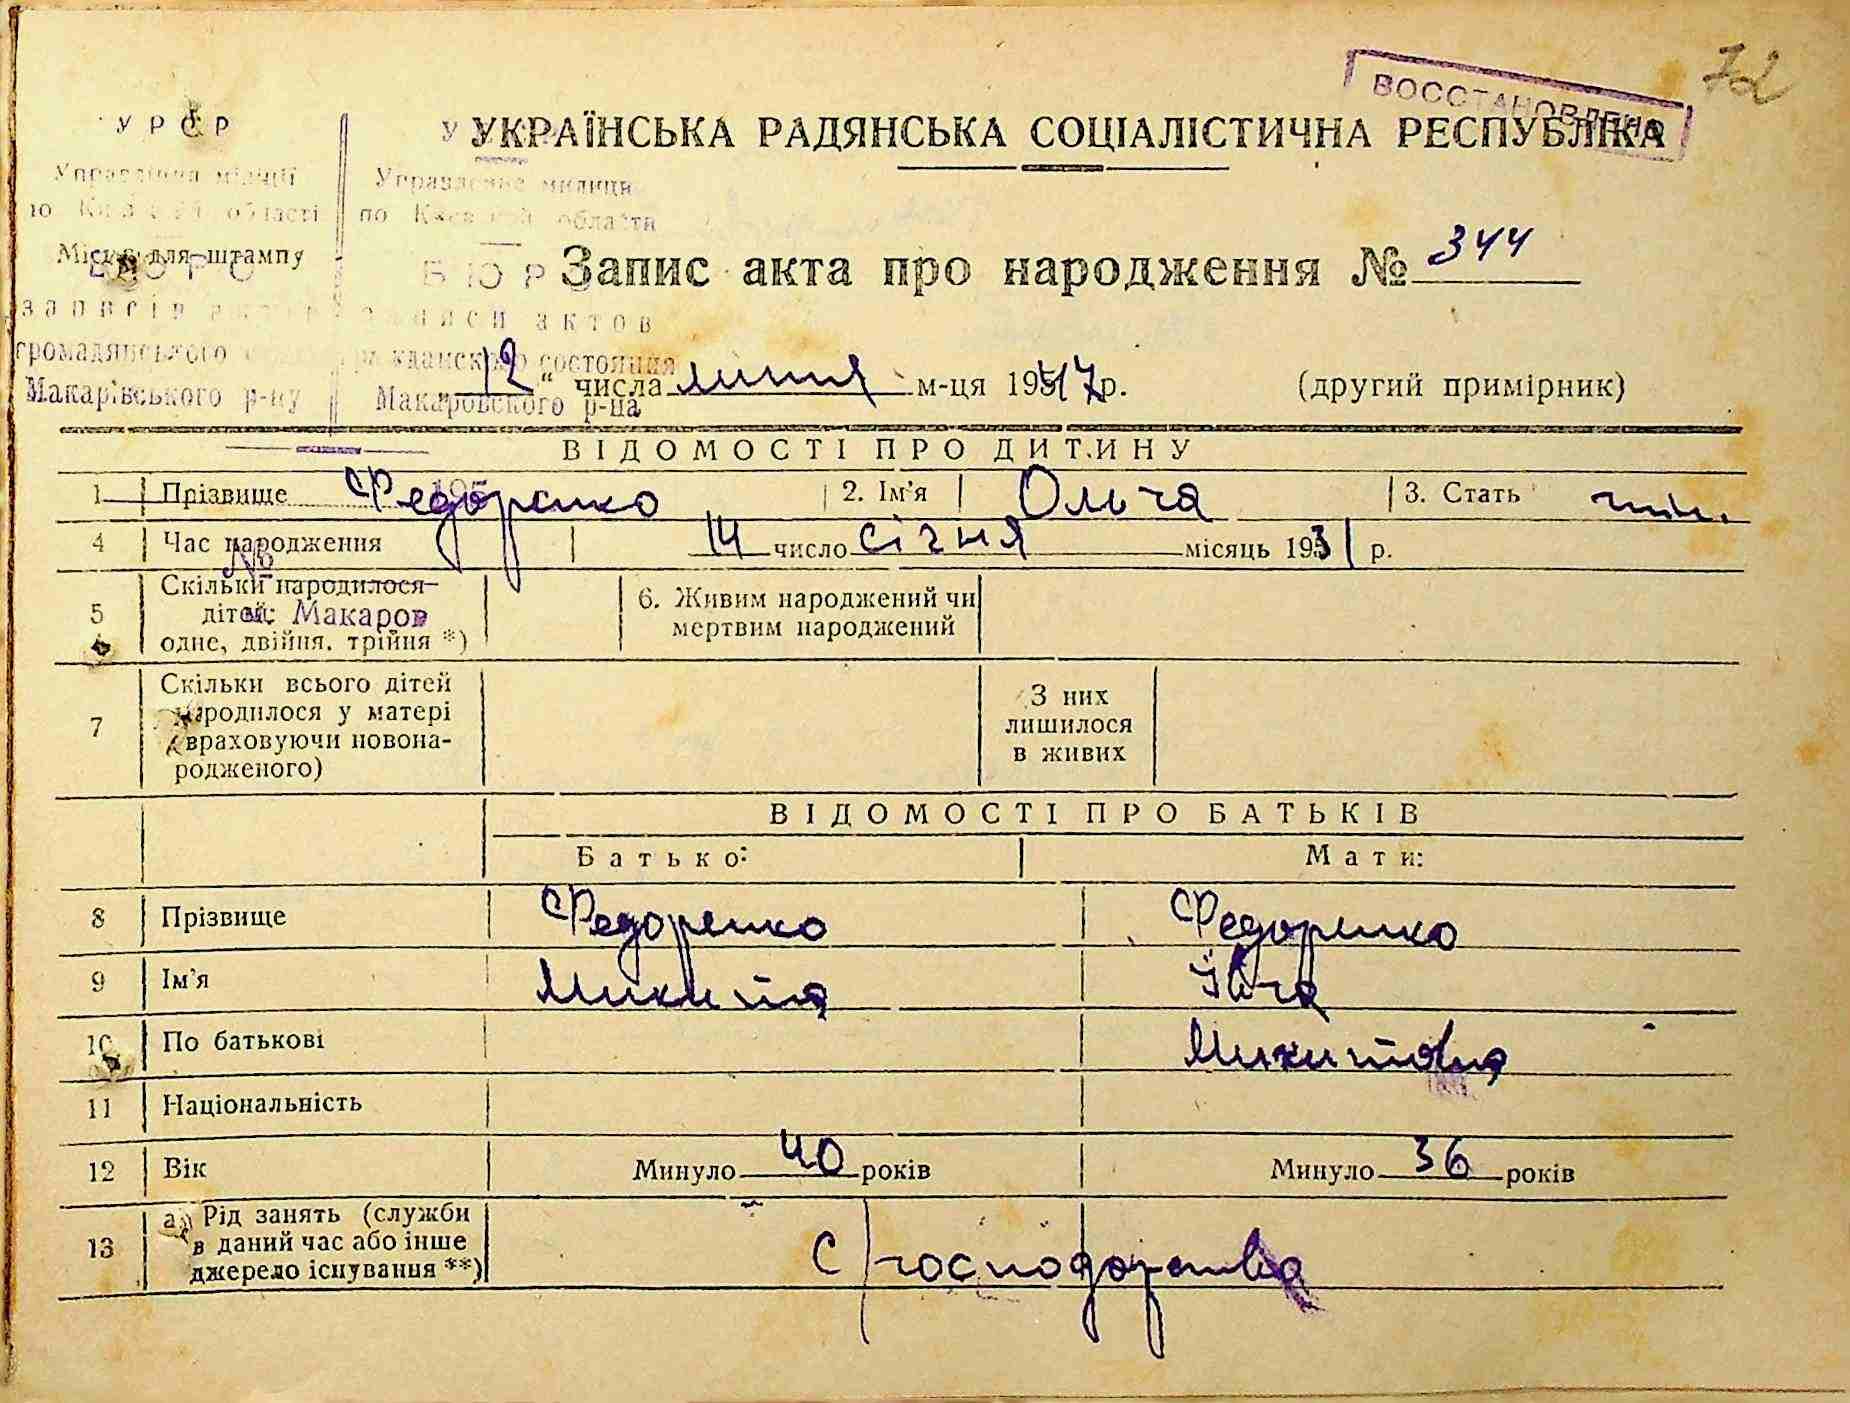 72
ВОССТАНОВЛЕНО
УКРАЇНСЬКА РАДЯНСЬКА СОЦІАЛІСТИЧНА РЕСПУБЛІКА
УРСР
Управління міліції
по Київській області
Управление милиции
по Киевской области
Місце для штампу
БЮРО
БЮРО
записів актів
записи актов
громадянського стану
гражданского состояния
Макарівського р-ну
Макаровского р-на
Запис акта про народження № 344
„12“ числа липня м-ця 1947 р. (другий примірник)
ВІДОМОСТІ ПРО ДИТИНУ
195
1 Прізвище Федоренко 2. Ім'я Ольга 3. Стать жін.
4 Час народження 14 число січня місяць 1931 р.
№
5 Скільки народилося
дітей:
м. Макаров
одне, двійня, трійня *)
6. Живим народжений чи
мертвим народжений
7 Скільки всього дітей
народилося у матері
(враховуючи новона-
родженого)
З них
лишилося
в живих
ВІДОМОСТІ ПРО БАТЬКІВ
Батько: Мати:
8 Прізвище Федоренко Федоренко
9 Ім'я Микита
10 По батькові Микитовна
11 Національність
12 Вік Минуло 40 років Минуло 36 років
13 а) Рід занять (служби
в даний час або інше
джерело існування **)
С/господарства